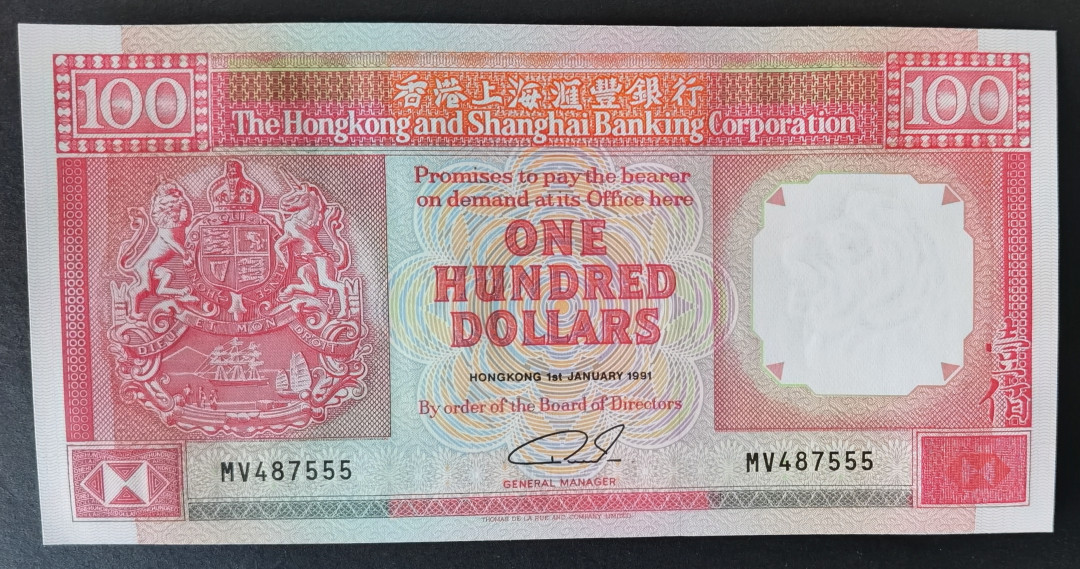 100
香港上海滙豐銀行
100
The Hongkong and Shanghai Banking Corporation
Promises to pay the bearer
on demand at its Office here
ONE
HUNDRED
DOLLARS
DIEU ET MON DROIT
HONGKONG 1st JANUARY 1991
By order of the Board of Directors
MV487555
MV487555
GENERAL MANAGER
THOMAS DE LA RUE AND COMPANY LIMITED